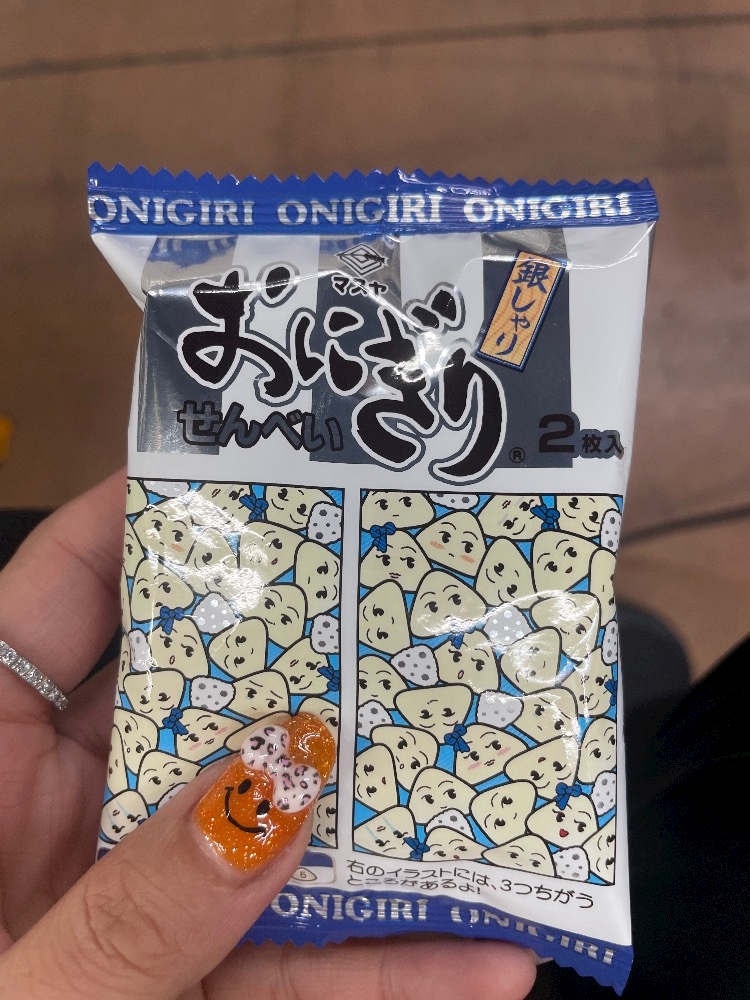 ONIGIRI ONIGIRI ONIGIRI
マスヤ
銀しゃり
おにぎり
せんべい
® 2枚入
5
右のイラストには、3つちがう
ところがあるよ!
ONIGIRI ONIGIRI